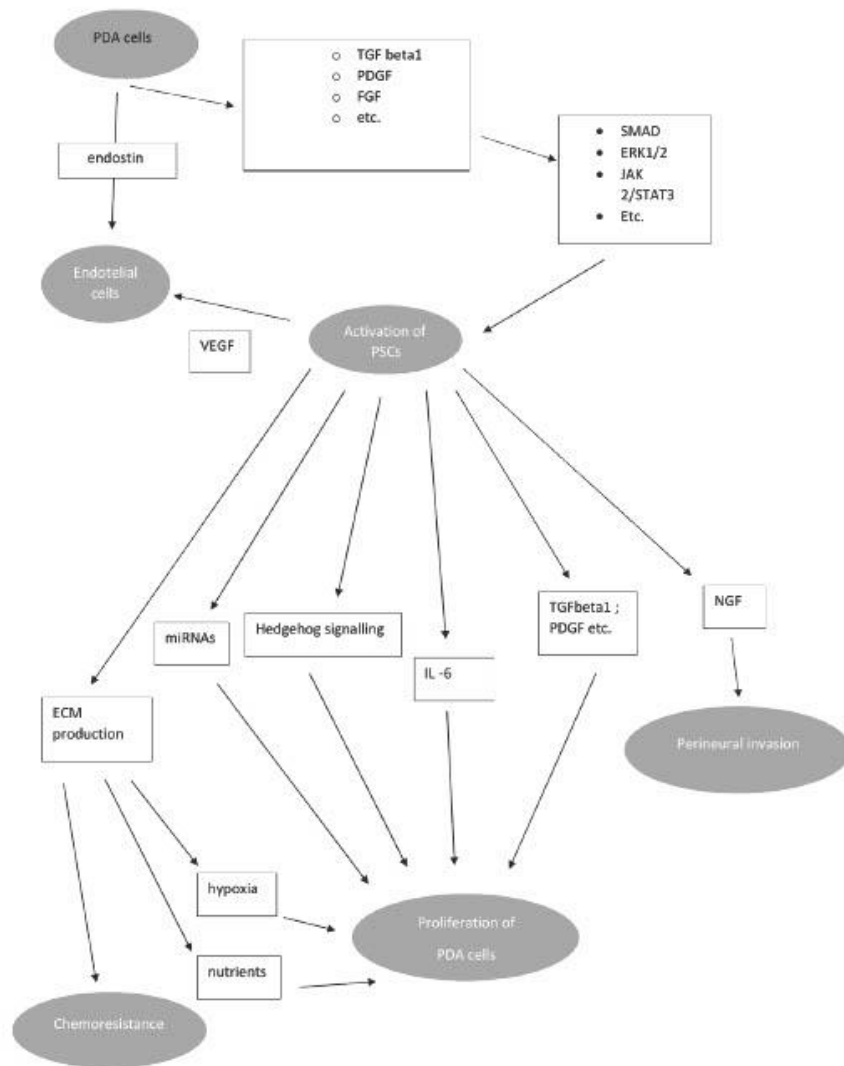 PDA cells
TGF beta1
PDGF
FGF
etc.
SMAD
ERK1/2
JAK
2/STAT3
Etc.
endostin
Endotelial
cells
VEGF
Activation of
PSCs
miRNAs
Hedgehog signalling
IL -6
TGFbeta1 ;
PDGF etc.
NGF
ECM
production
Perineural invasion
hypoxia
nutrients
Proliferation of
PDA cells
Chemoresistance